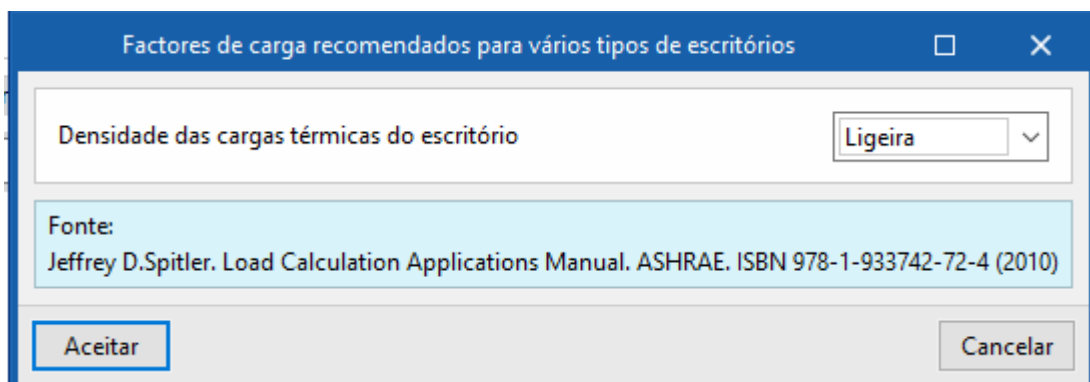 Factores de carga recomendados para vários tipos de escritórios
Densidade das cargas térmicas do escritório
Ligeira
Fonte:
Jeffrey D.Spitler. Load Calculation Applications Manual. ASHRAE. ISBN 978-1-933742-72-4 (2010)
Aceitar
Cancelar